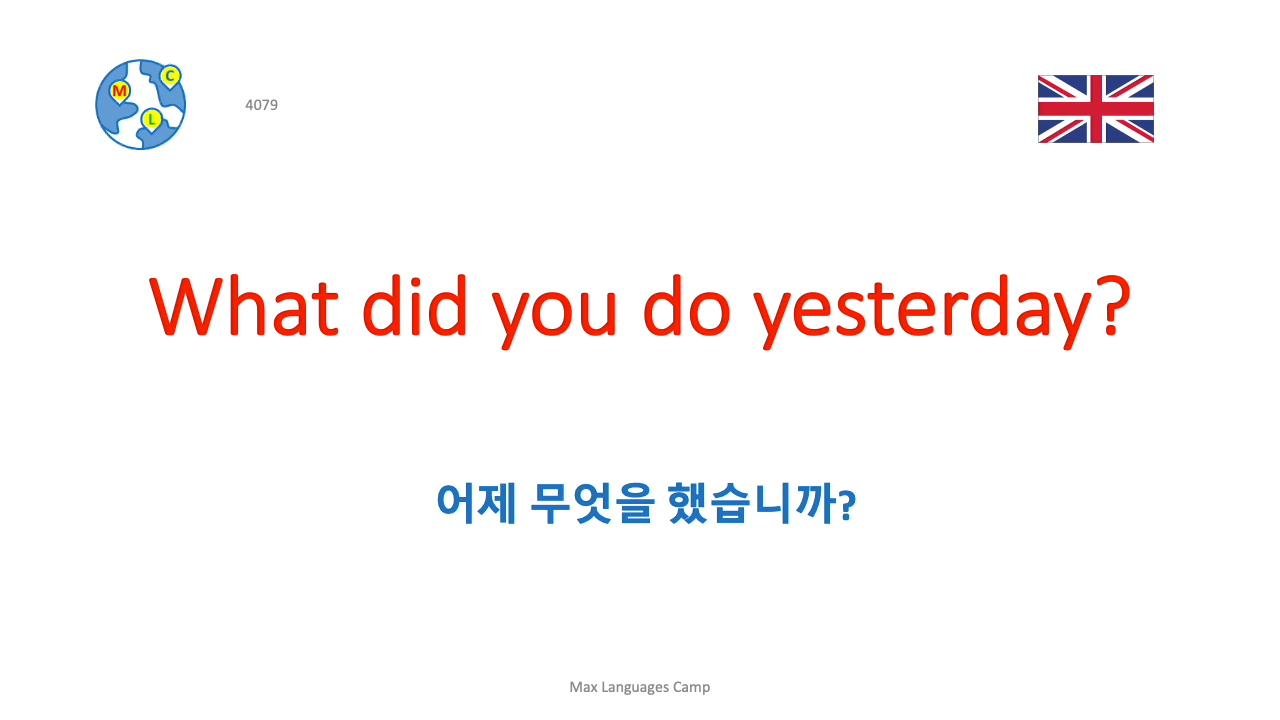 M
C
L
4079
What did you do yesterday?
어제 무엇을 했습니까?
Max Languages Camp